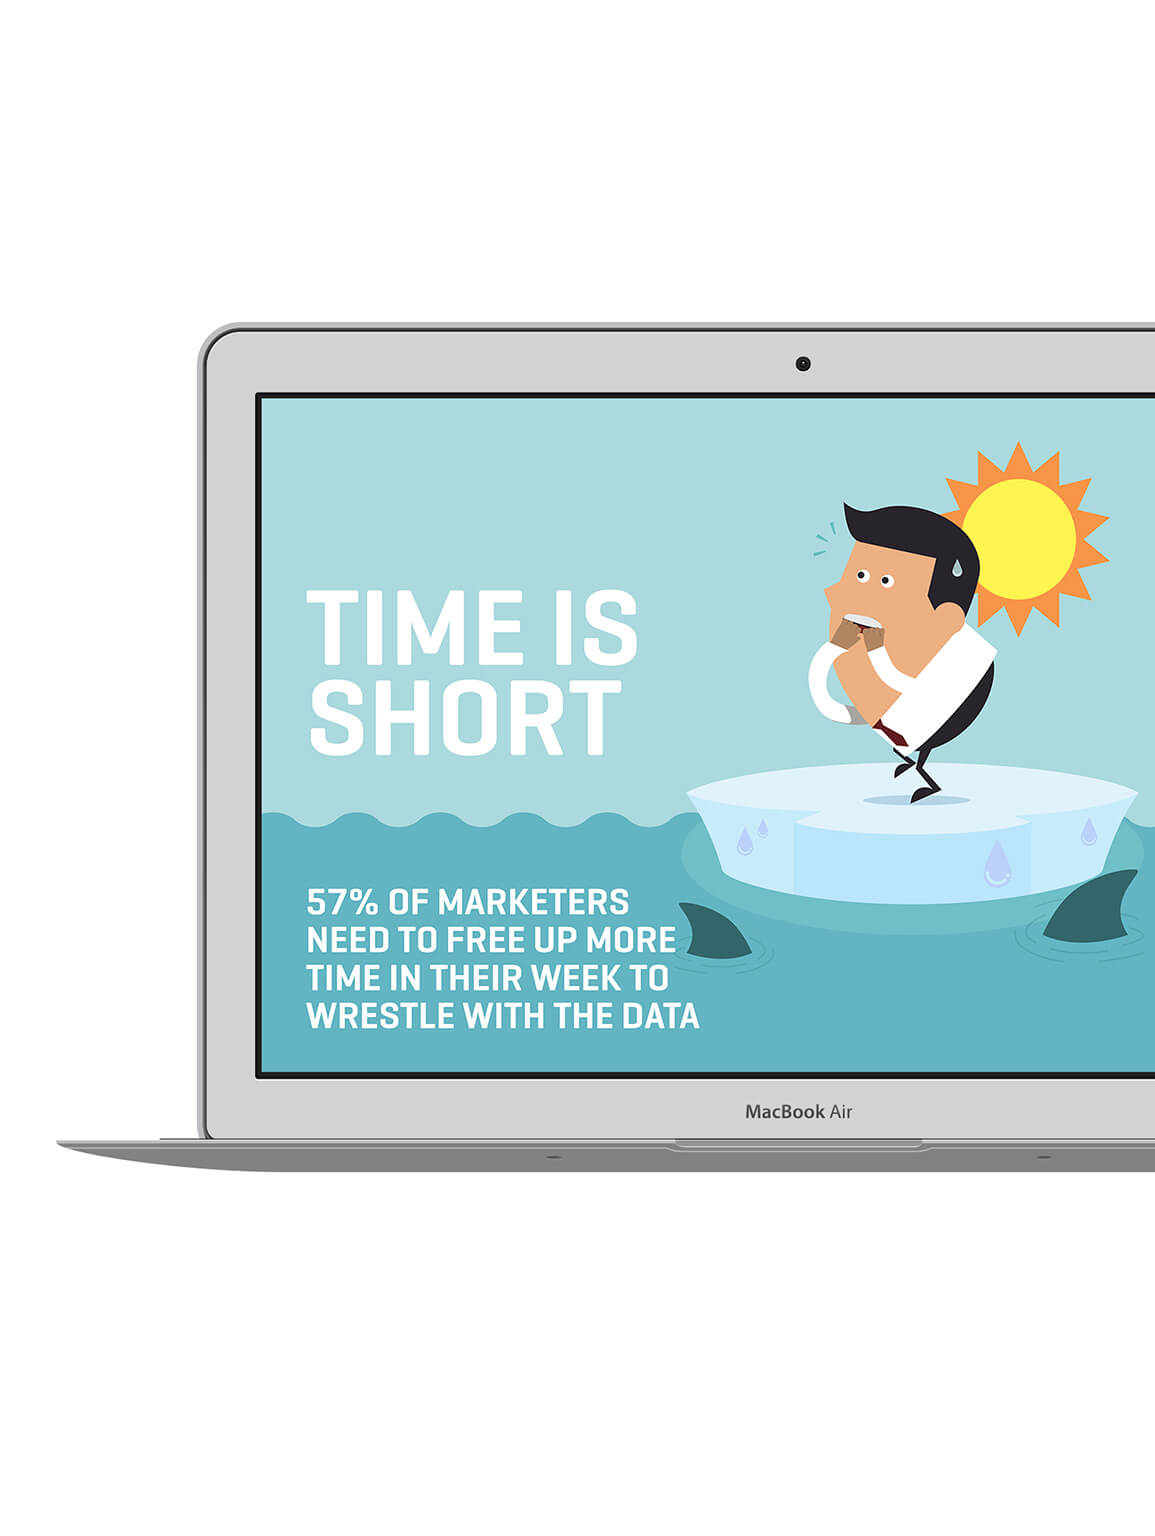 TIME IS
SHORT
57% OF MARKETERS
NEED TO FREE UP MORE
TIME IN THEIR WEEK TO
WRESTLE WITH THE DATA
MacBook Air